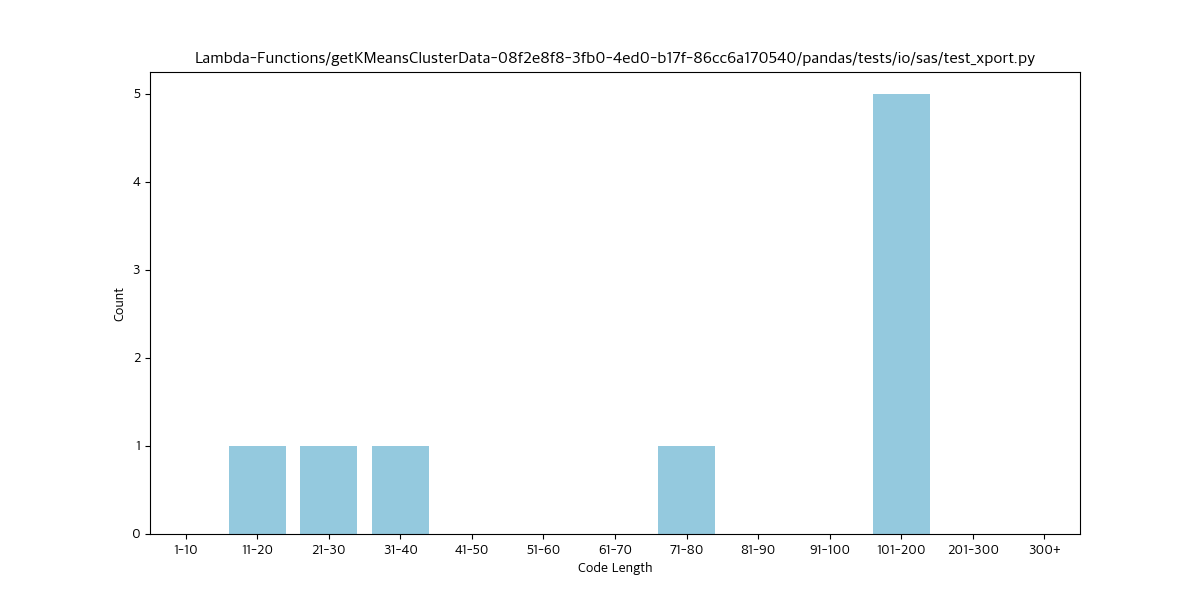 Lambda-Functions/getKMeansClusterData-08f2e8f8-3fb0-4ed0-b17f-86cc6a170540/pandas/tests/io/sas/test_xport.py
5
4
3
2
1
0
Count
1-10 11-20 21-30 31-40 41-50 51-60 61-70 71-80 81-90 91-100 101-200 201-300 300+
Code Length